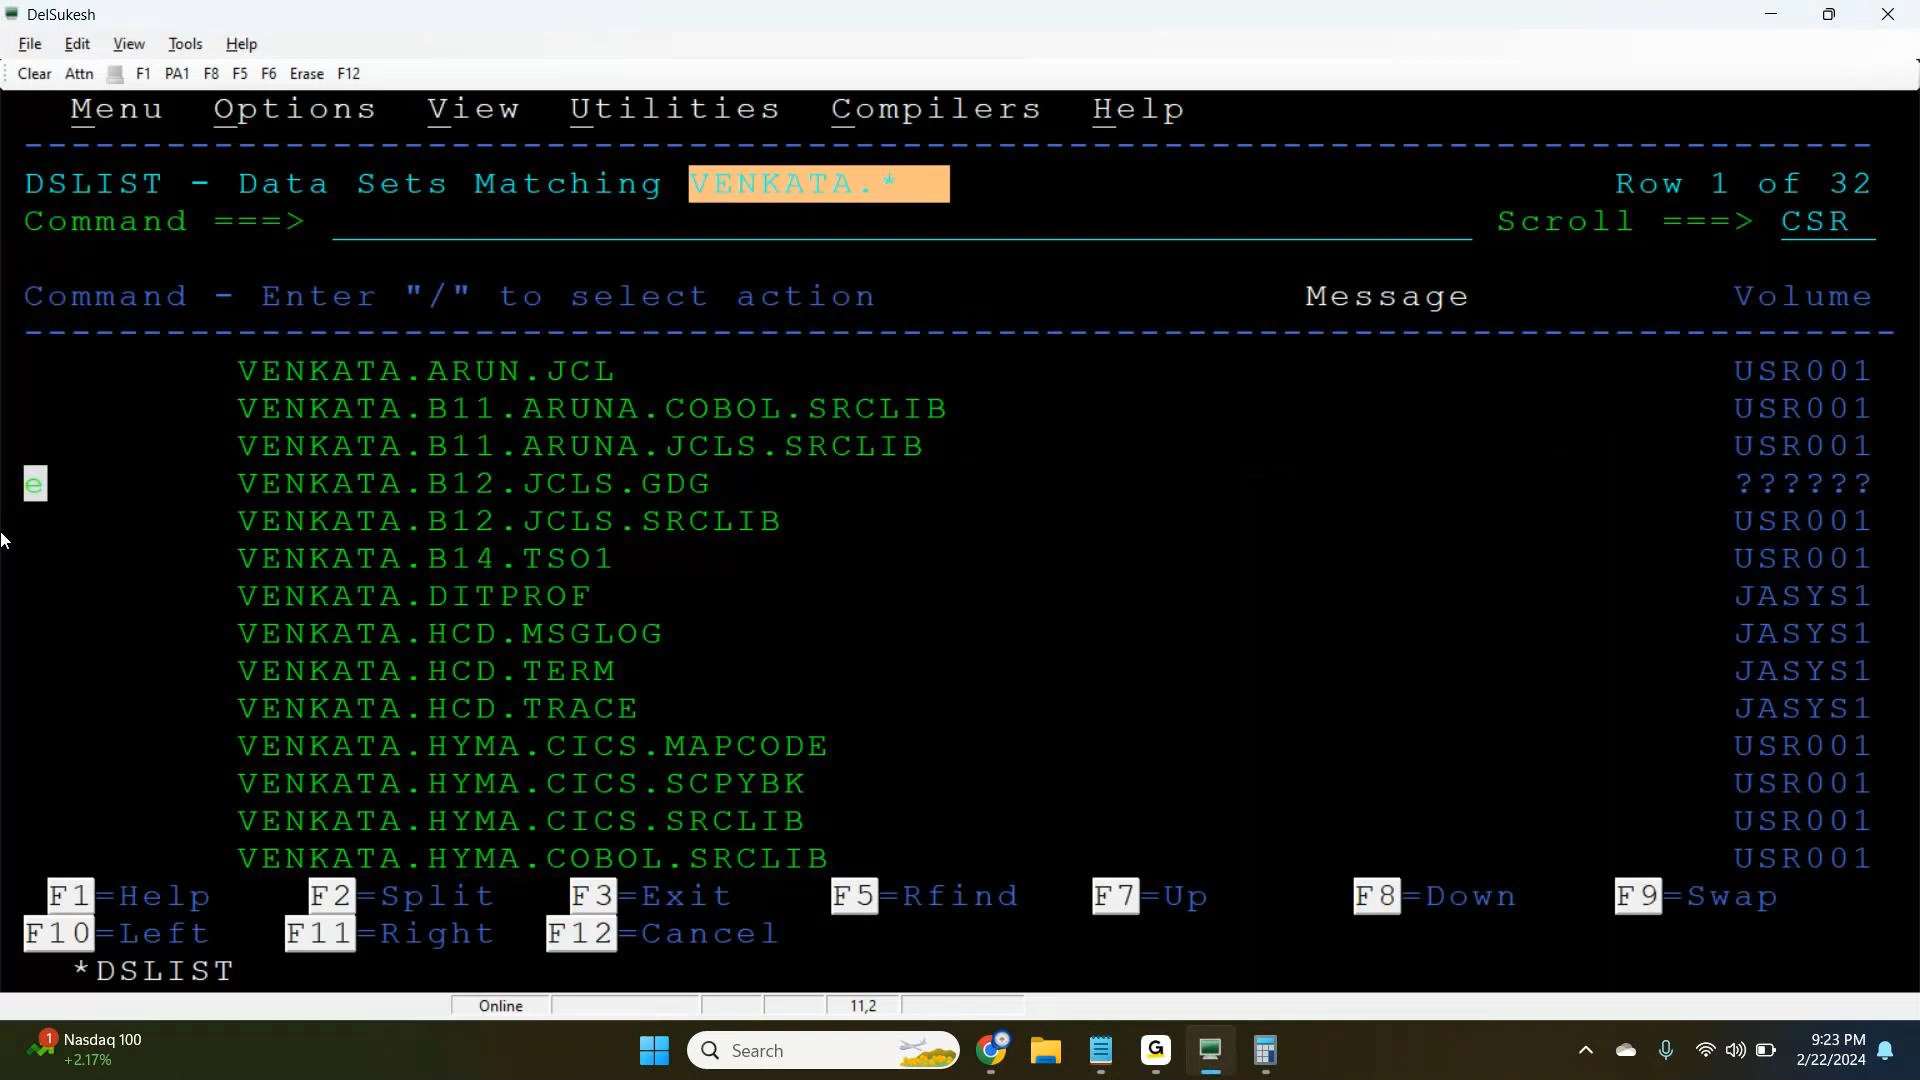 DelSukesh
File Edit View Tools Help
Clear Attn F1 PA1 F8 F5 F6 Erase F12
Menu Options View Utilities Compilers Help
DSLIST - Data Sets Matching VENKATA.* Row 1 of 32
Command ===> Scroll ===> CSR
Command - Enter "/" to select action Message Volume
VENKATA.ARUN.JCL USR001
VENKATA.B11.ARUNA.COBOL.SRCLIB USR001
VENKATA.B11.ARUNA.JCLS.SRCLIB USR001
e VENKATA.B12.JCLS.GDG ??????
VENKATA.B12.JCLS.SRCLIB USR001
VENKATA.B14.TSO1 USR001
VENKATA.DITPROF JASYS1
VENKATA.HCD.MSGLOG JASYS1
VENKATA.HCD.TERM JASYS1
VENKATA.HCD.TRACE JASYS1
VENKATA.HYMA.CICS.MAPCODE USR001
VENKATA.HYMA.CICS.SCPYBK USR001
VENKATA.HYMA.CICS.SRCLIB USR001
VENKATA.HYMA.COBOL.SRCLIB USR001
F1=Help F2=Split F3=Exit F5=Rfind F7=Up F8=Down F9=Swap
F10=Left F11=Right F12=Cancel
*DSLIST
Online 11,2
1 Nasdaq 100
+2.17%
Search
G
9:23 PM
2/22/2024